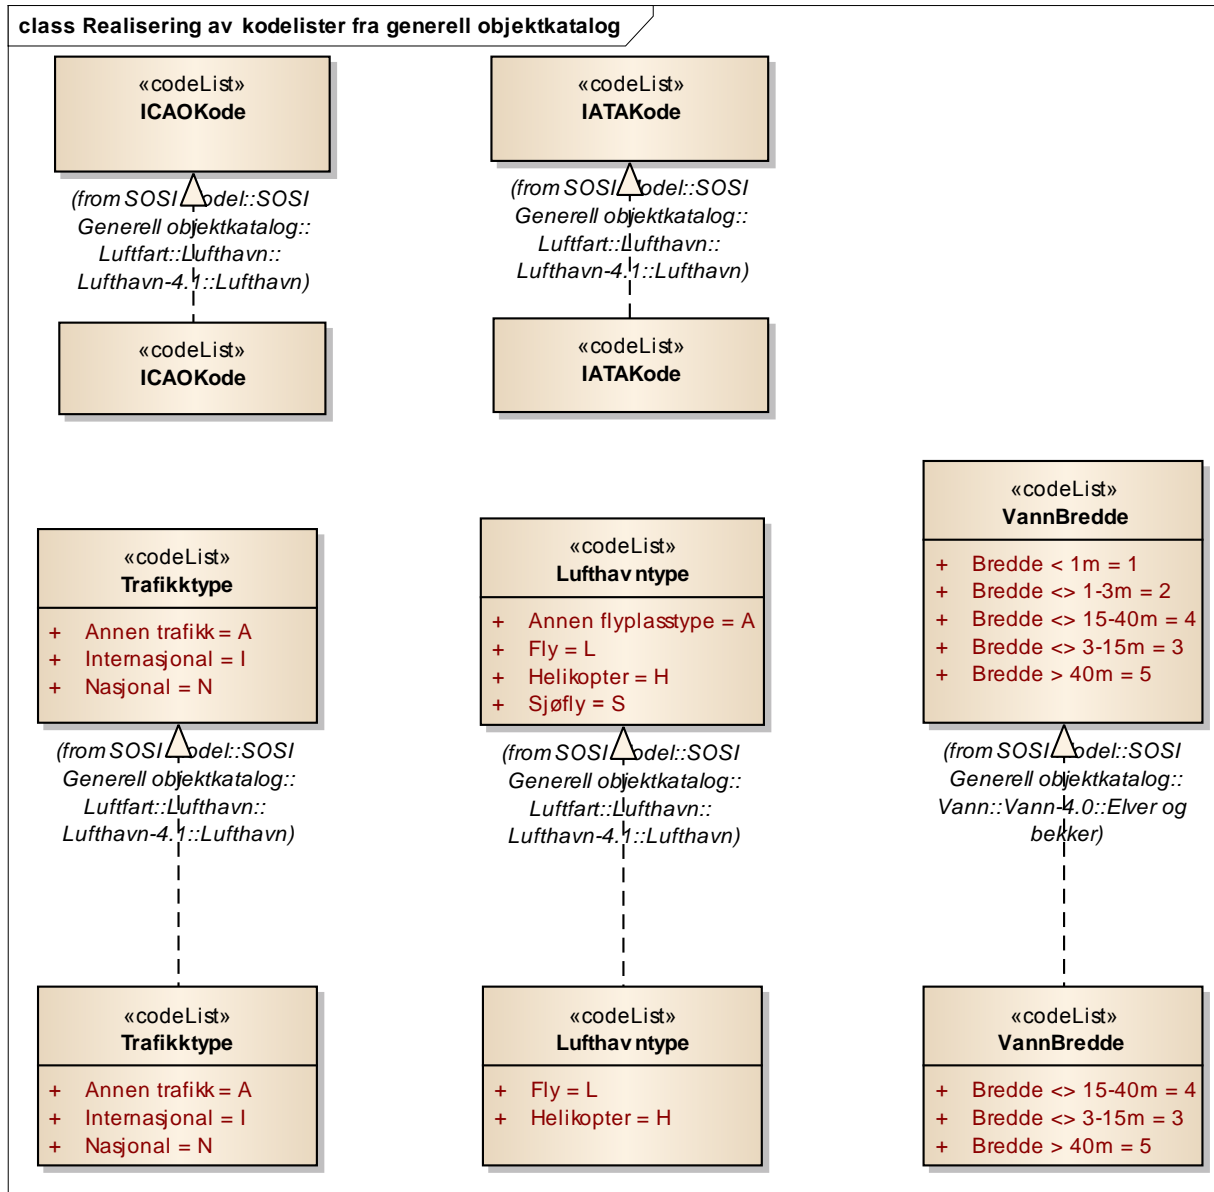 class Realisering av kodelister fra generell objektkatalog
«codeList»
ICAOKode
(from SOSI Model::SOSI
Generell objektkatalog::
Luftfart::Lufthavn::
Lufthavn-4.1::Lufthavn)
«codeList»
ICAOKode
«codeList»
IATAKode
(from SOSI Model::SOSI
Generell objektkatalog::
Luftfart::Lufthavn::
Lufthavn-4.1::Lufthavn)
«codeList»
IATAKode
«codeList»
Trafikktype
+ Annen trafikk = A
+ Internasjonal = I
+ Nasjonal = N
(from SOSI Model::SOSI
Generell objektkatalog::
Luftfart::Lufthavn::
Lufthavn-4.1::Lufthavn)
«codeList»
Trafikktype
+ Annen trafikk = A
+ Internasjonal = I
+ Nasjonal = N
«codeList»
Lufthavntype
+ Annen flyplasstype = A
+ Fly = L
+ Helikopter = H
+ Sjøfly = S
(from SOSI Model::SOSI
Generell objektkatalog::
Luftfart::Lufthavn::
Lufthavn-4.1::Lufthavn)
«codeList»
Lufthavntype
+ Fly = L
+ Helikopter = H
«codeList»
VannBredde
+ Bredde < 1m = 1
+ Bredde <> 1-3m = 2
+ Bredde <> 15-40m = 4
+ Bredde <> 3-15m = 3
+ Bredde > 40m = 5
(from SOSI Model::SOSI
Generell objektkatalog::
Vann::Vann-4.0::Elver og
bekker)
«codeList»
VannBredde
+ Bredde <> 15-40m = 4
+ Bredde <> 3-15m = 3
+ Bredde > 40m = 5